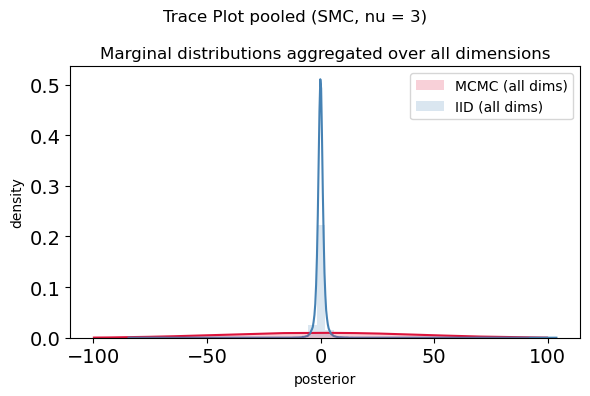 Trace Plot pooled (SMC, nu = 3)
Marginal distributions aggregated over all dimensions
MCMC (all dims)
IID (all dims)
density
0.5
0.4
0.3
0.2
0.1
0.0
−100
−50
0
50
100
posterior